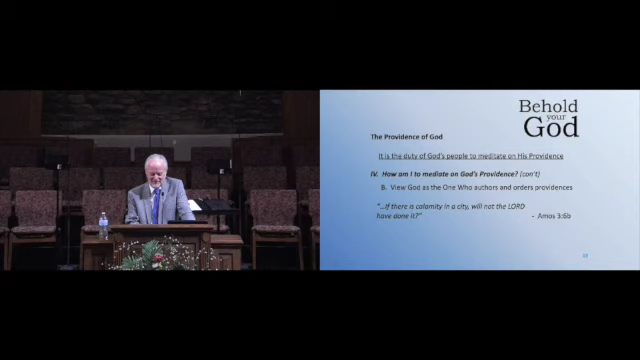 Behold
your
God
The Providence of God
It is the duty of God's people to meditate on His Providence
IV. How am I to mediate on God's Providence? (con't)
B. View God as the One Who authors and orders providences
"...If there is calamity in a city, will not the LORD
have done it?" - Amos 3:6b